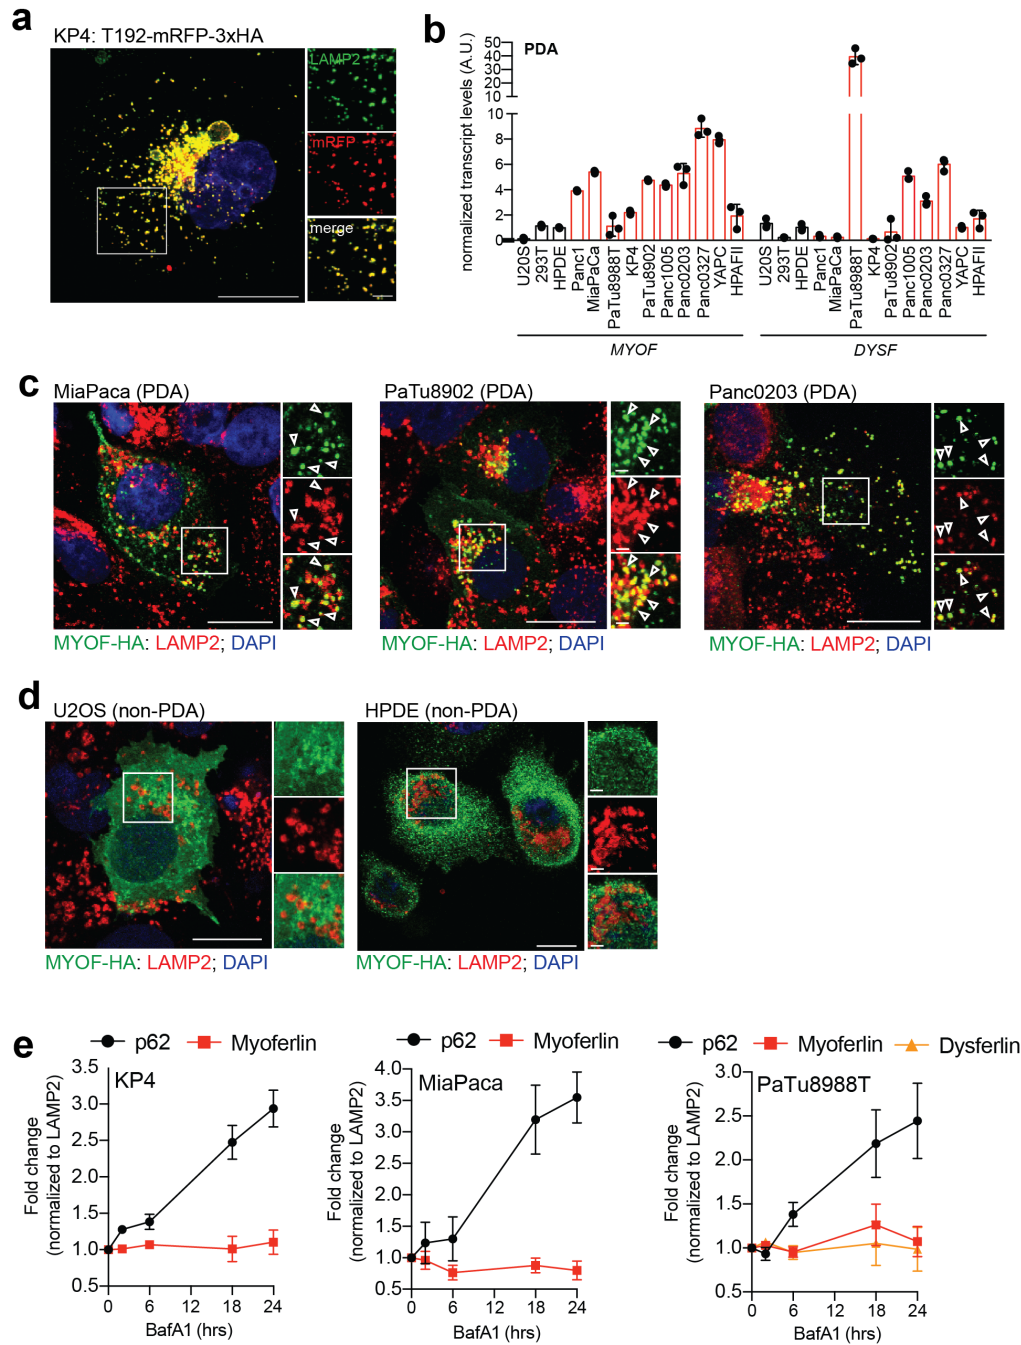 a
KP4: T192-mRFP-3xHA
LAMP2
mRFP
merge
b
PDA
normalized transcript levels (A.U.)
50
40
30
20
10
10
8
6
4
2
0
U20S
293T
HPDE
Panc1
MiaPaCa
PaTu8988T
KP4
PaTu8902
Panc1005
Panc0203
Panc0327
YAPC
HPAFII
U20S
293T
HPDE
Panc1
MiaPaCa
PaTu8988T
KP4
PaTu8902
Panc1005
Panc0203
Panc0327
YAPC
HPAFII
MYOF
DYSF
c
MiaPaca (PDA)
PaTu8902 (PDA)
Panc0203 (PDA)
MYOF-HA: LAMP2; DAPI
MYOF-HA: LAMP2; DAPI
MYOF-HA: LAMP2; DAPI
d
U2OS (non-PDA)
HPDE (non-PDA)
MYOF-HA: LAMP2; DAPI
MYOF-HA: LAMP2; DAPI
e
p62 Myoferlin
KP4
Fold change
(normalized to LAMP2)
3.5
3.0
2.5
2.0
1.5
1.0
0.5
0 6 12 18 24
BafA1 (hrs)
p62 Myoferlin
MiaPaca
Fold change
(normalized to LAMP2)
4.0
3.5
3.0
2.5
2.0
1.5
1.0
0.5
0 6 12 18 24
BafA1 (hrs)
p62 Myoferlin Dysferlin
PaTu8988T
Fold change
(normalized to LAMP2)
3.0
2.5
2.0
1.5
1.0
0.5
0 6 12 18 24
BafA1 (hrs)